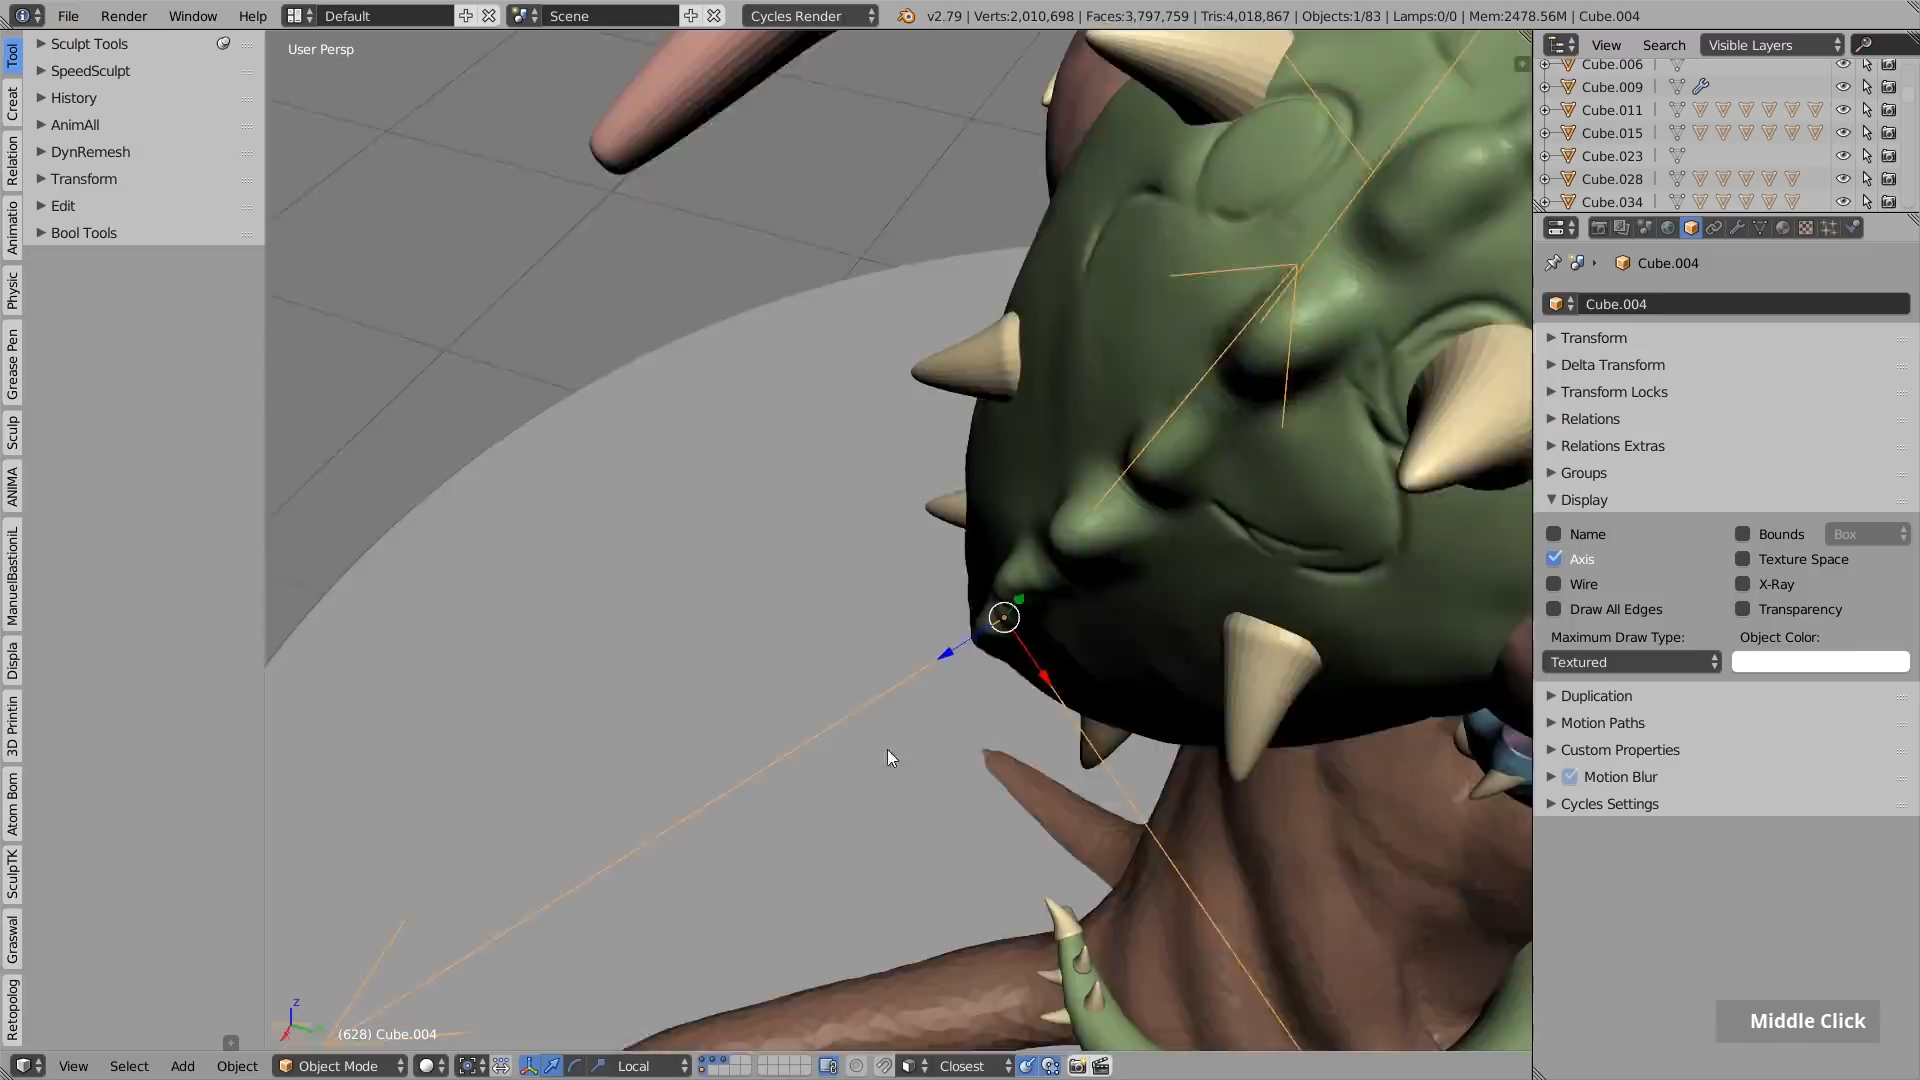 File Render Window Help Default Scene Cycles Render v2.79 | Verts:2,010,698 | Faces:3,797,759 | Tris:4,018,867 | Objects:1/83 | Lamps:0/0 | Mem:2478.56M | Cube.004
Tool
Creat
Relation
Animatio
Physic
Grease Pen
Sculp
ANIMA
ManuelBastioniL
Displa
3D Printin
Atom Bom
SculpTK
Graswal
Retopolog
Sculpt Tools
SpeedSculpt
History
AnimAll
DynRemesh
Transform
Edit
Bool Tools
User Persp
z
(628) Cube.004
View Search Visible Layers
Cube.006
Cube.009
Cube.011
Cube.015
Cube.023
Cube.028
Cube.034
Cube.004
Cube.004
Transform
Delta Transform
Transform Locks
Relations
Relations Extras
Groups
Display
Name Bounds Box
Axis Texture Space
Wire X-Ray
Draw All Edges Transparency
Maximum Draw Type: Object Color:
Textured
Duplication
Motion Paths
Custom Properties
Motion Blur
Cycles Settings
Middle Click
View Select Add Object Object Mode Local Closest